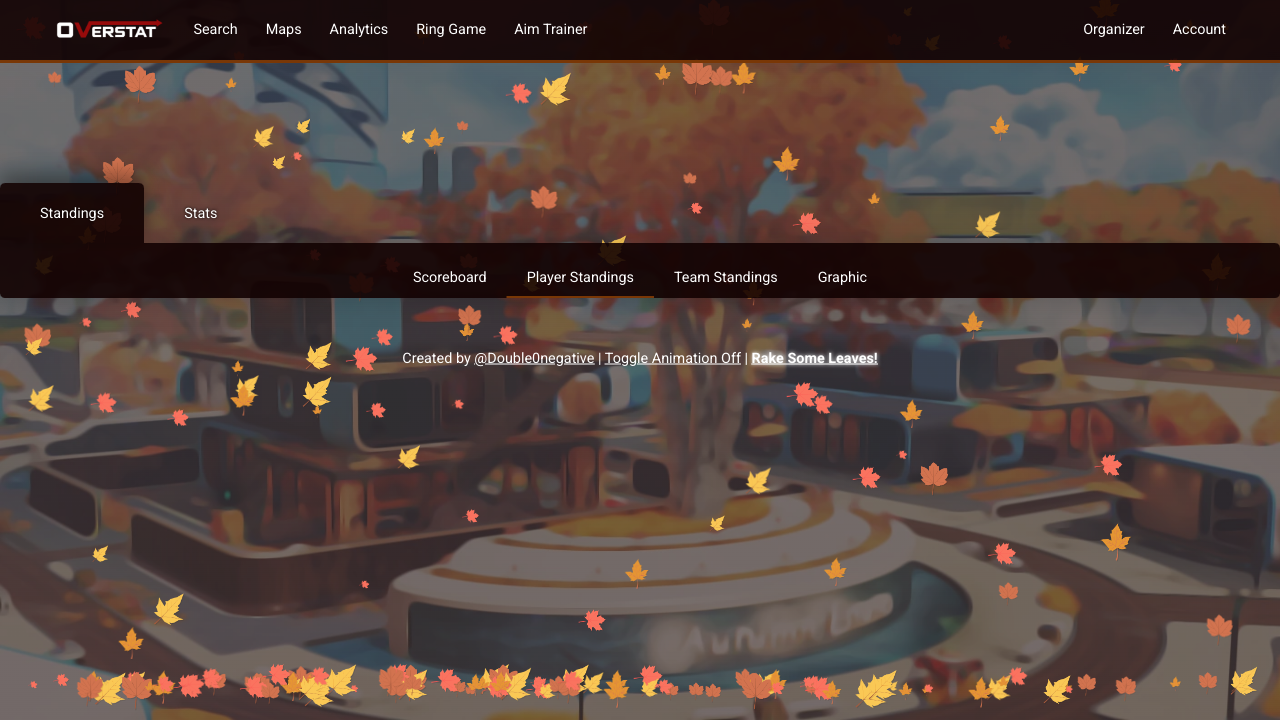 OVERSTAT Search Maps Analytics Ring Game Aim Trainer Organizer Account
Standings Stats
Scoreboard Player Standings Team Standings Graphic
Created by @Double0negative | Toggle Animation Off | Rake Some Leaves!